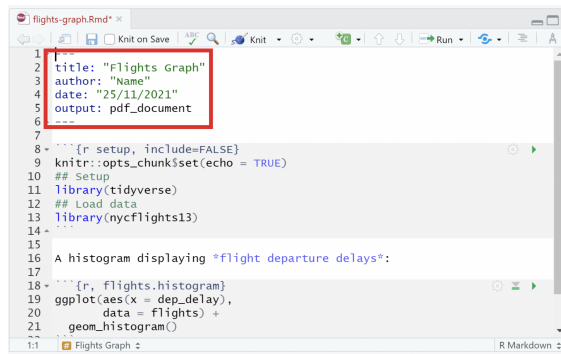 flights-graph.Rmd*
Knit on Save ABC Knit Run
1 ---
2 title: "Flights Graph"
3 author: "Name"
4 date: "25/11/2021"
5 output: pdf_document
6 ---
7
8 ```{r setup, include=FALSE}
9 knitr::opts_chunk$set(echo = TRUE)
10 ## Setup
11 library(tidyverse)
12 ## Load data
13 library(nycflights13)
14 ```
15
16 A histogram displaying *flight departure delays*:
17
18 ```{r, flights.histogram}
19 ggplot(aes(x = dep_delay),
20 data = flights) +
21 geom_histogram()
1:1 # Flights Graph R Markdown